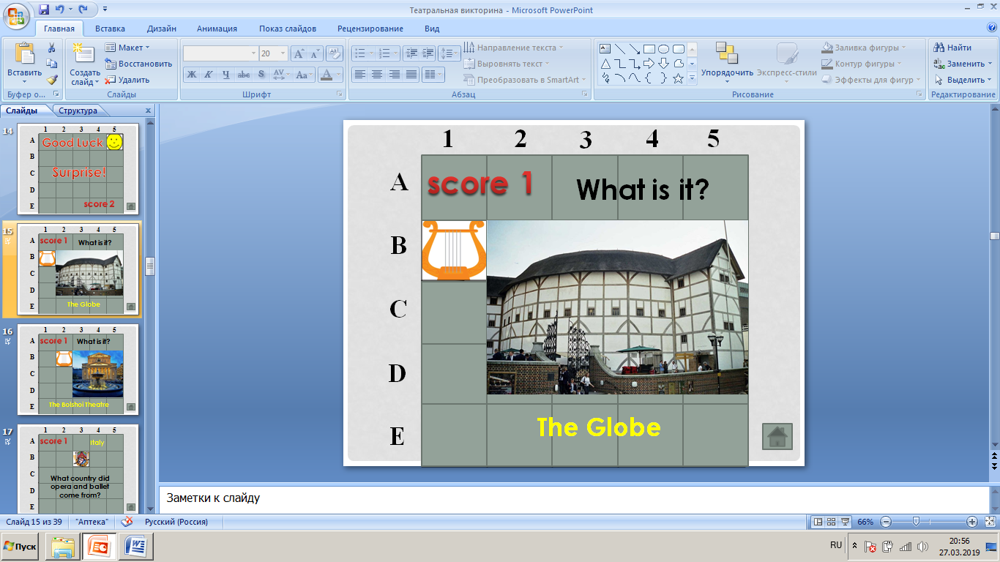 Театральная викторина - Microsoft PowerPoint
Главная Вставка Дизайн Анимация Показ слайдов Рецензирование Вид
Вставить
Буфер о...
Создать слайд
Макет
Восстановить
Удалить
Слайды
20
Ж К Ч abc S AV Aa A
Шрифт
Направление текста
Выровнять текст
Преобразовать в SmartArt
Абзац
Упорядочить
Экспресс-стили
Заливка фигуры
Контур фигуры
Эффекты для фигур
Рисование
Найти
Заменить
Выделить
Редактирование
Слайды Структура
14
1 2 3 4 5
A Good Luck
B
C Surprise!
D
E score 2
15
1 2 3 4 5
A score 1 What is it?
B
C
D
E The Globe
16
1 2 3 4 5
A score 1 What is it?
B
C
D
E The Bolshoi Theatre
17
1 2 3 4 5
A score 1 Italy
B
C What country did
D opera and ballet
come from?
E
1 2 3 4 5
A score 1 What is it?
B
C
D
E The Globe
Заметки к слайду
Слайд 15 из 39 "Аптека" Русский (Россия) 66%
Пуск
RU
20:56
27.03.2019